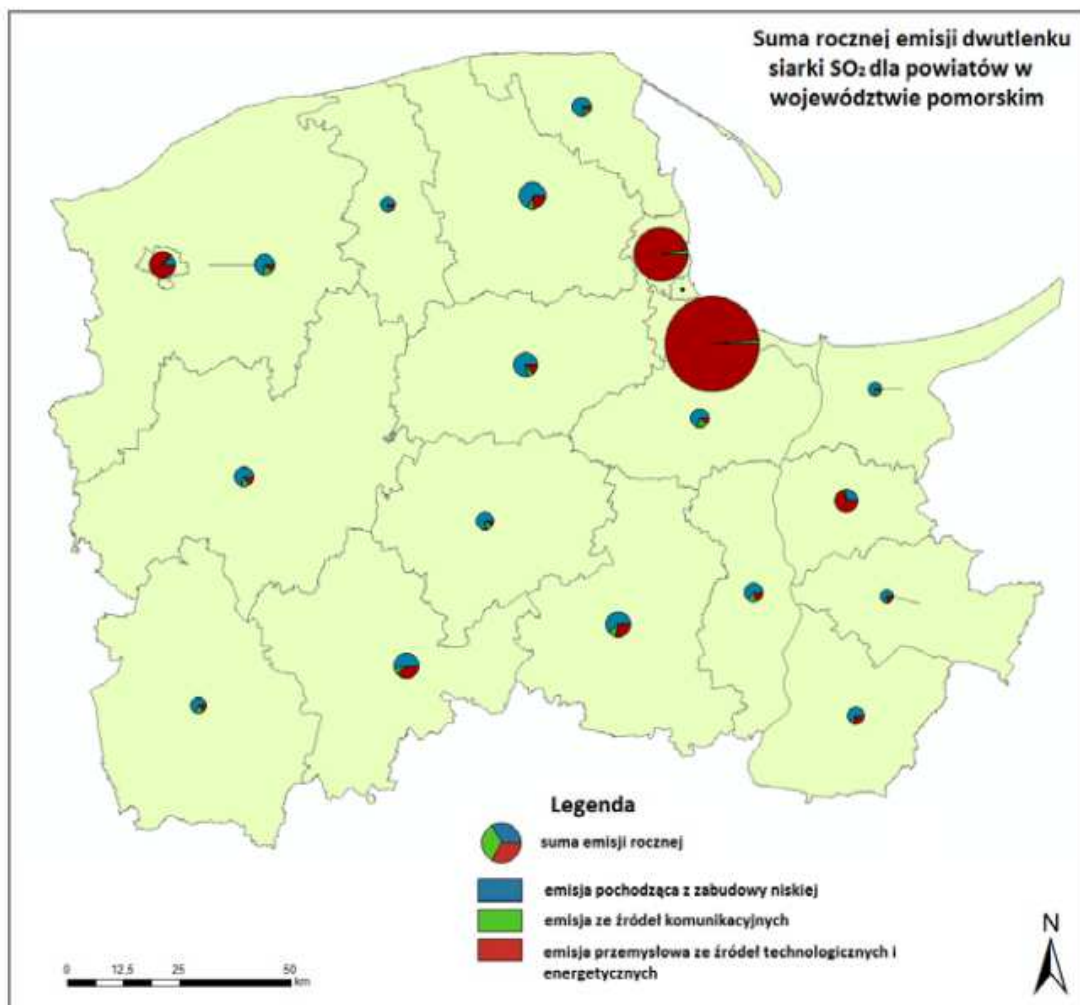 Suma rocznej emisji dwutlenku
siarki SO₂ dla powiatów w
województwie pomorskim
Legenda
suma emisji rocznej
emisja pochodząca z zabudowy niskiej
emisja ze źródeł komunikacyjnych
emisja przemysłowa ze źródeł technologicznych i
energetycznych
N
0 12,5 25 50
km